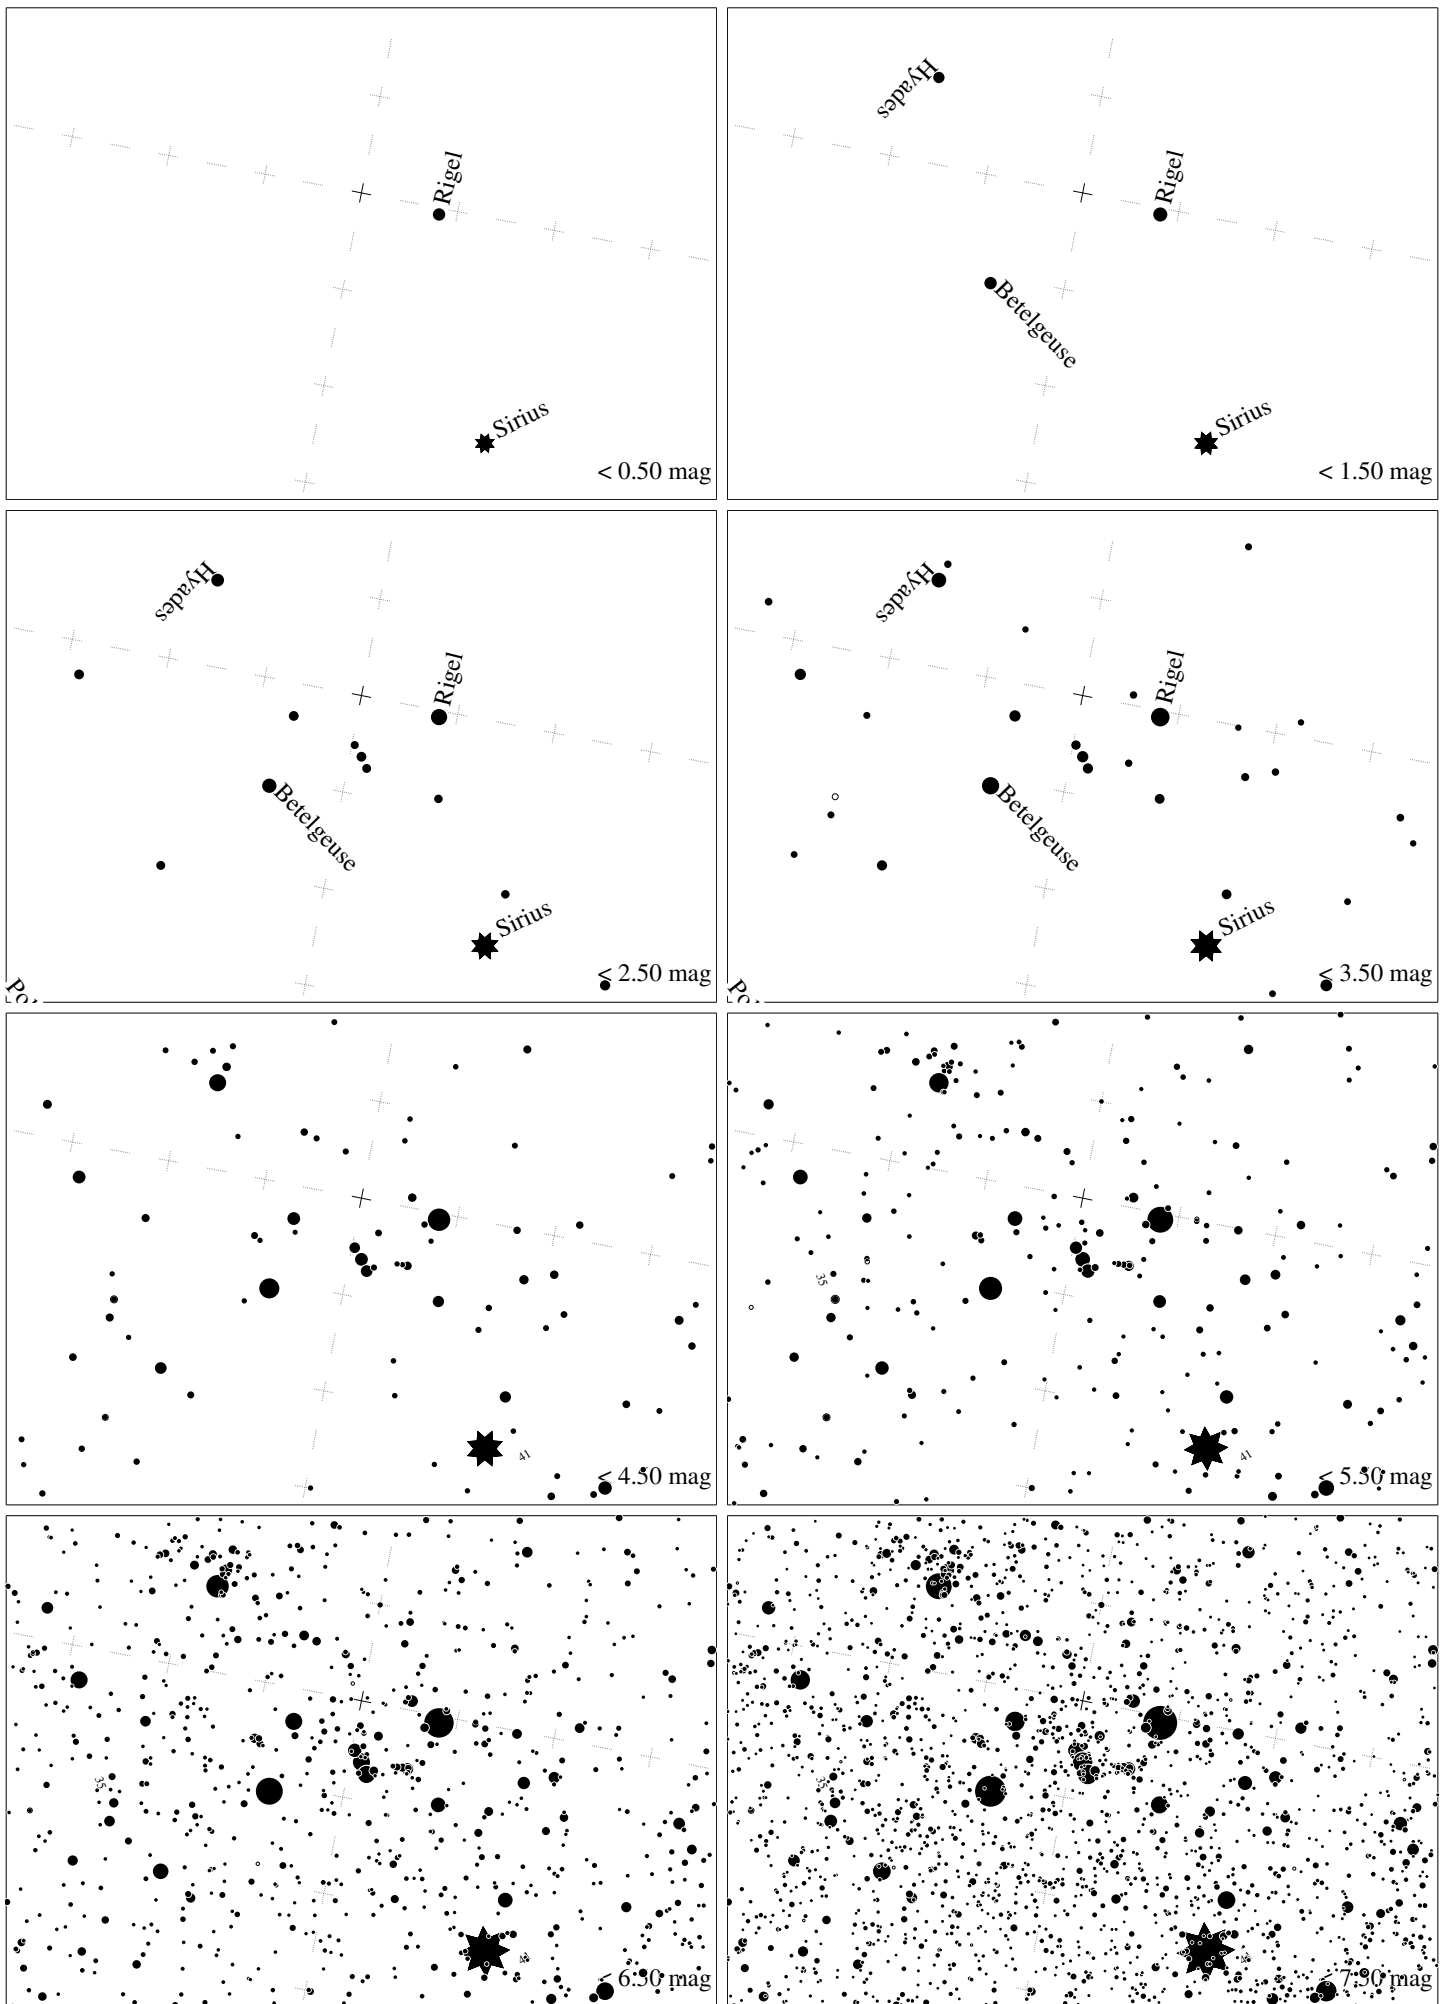 Rigel
Sirius
< 0.50 mag
Hyades
Rigel
Betelgeuse
Sirius
< 1.50 mag
Hyades
Rigel
Betelgeuse
Sirius
< 2.50 mag
Hyades
Rigel
Betelgeuse
Sirius
< 3.50 mag
41
< 4.50 mag
35
41
< 5.50 mag
35
< 6.50 mag
35
< 7.50 mag